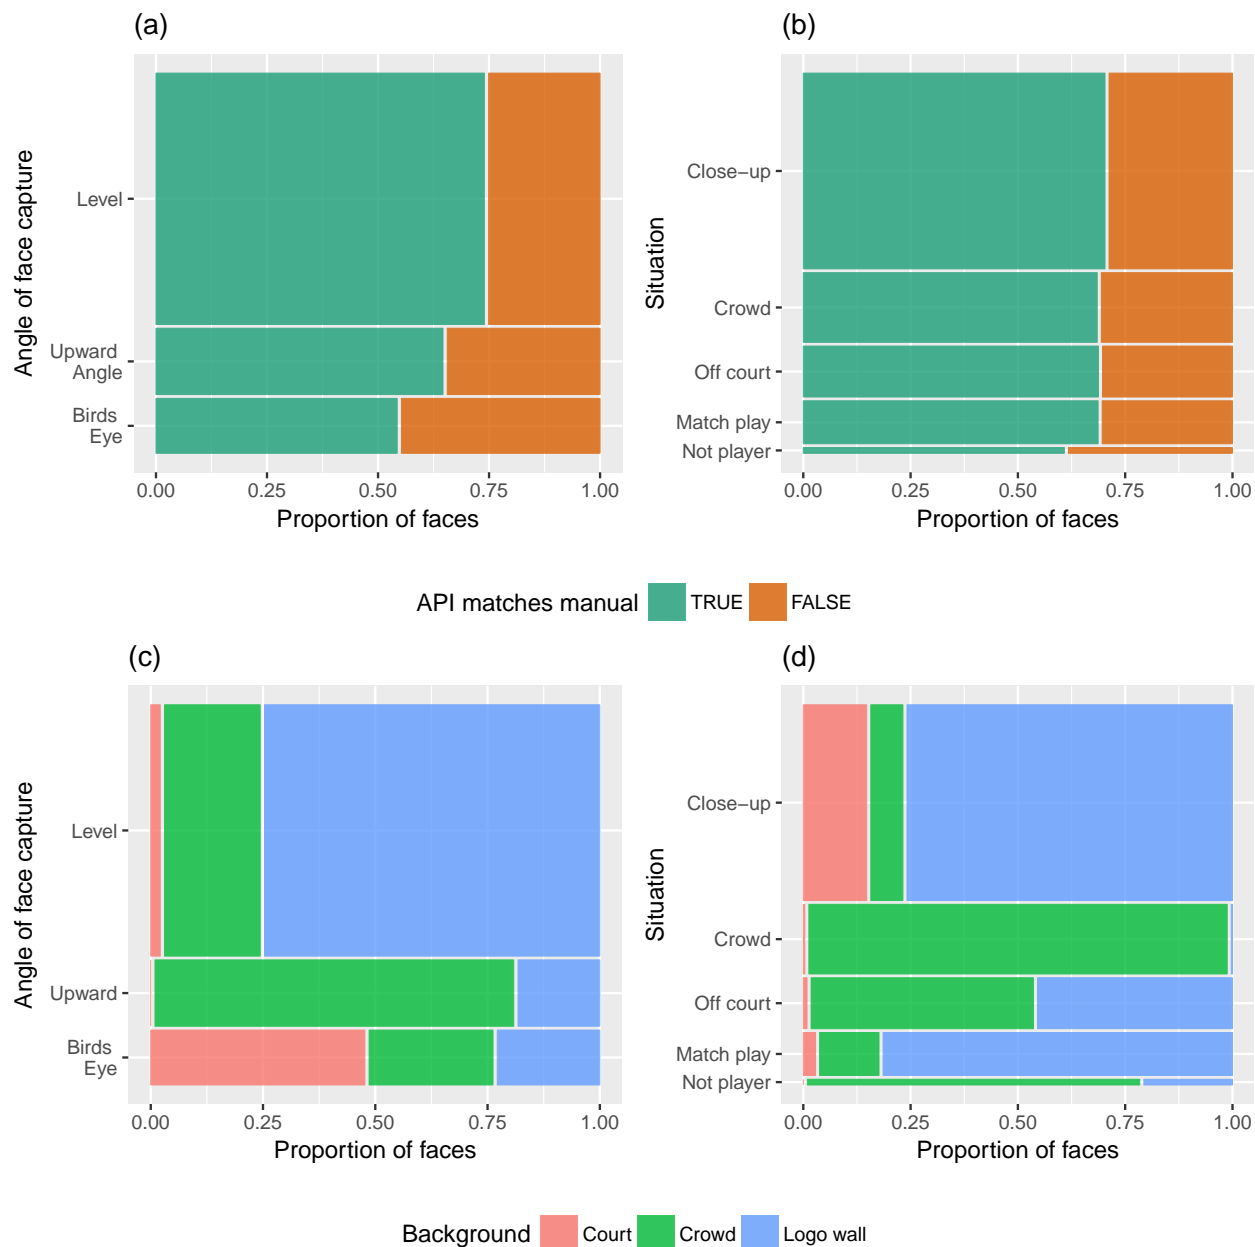 (a)
Angle of face capture
Level
Upward
Angle
Birds
Eye
0.00 0.25 0.50 0.75 1.00
Proportion of faces
(b)
Situation
Close−up
Crowd
Off court
Match play
Not player
0.00 0.25 0.50 0.75 1.00
Proportion of faces
API matches manual TRUE FALSE
(c)
Angle of face capture
Level
Upward
Birds
Eye
0.00 0.25 0.50 0.75 1.00
Proportion of faces
(d)
Situation
Close−up
Crowd
Off court
Match play
Not player
0.00 0.25 0.50 0.75 1.00
Proportion of faces
Background Court Crowd Logo wall